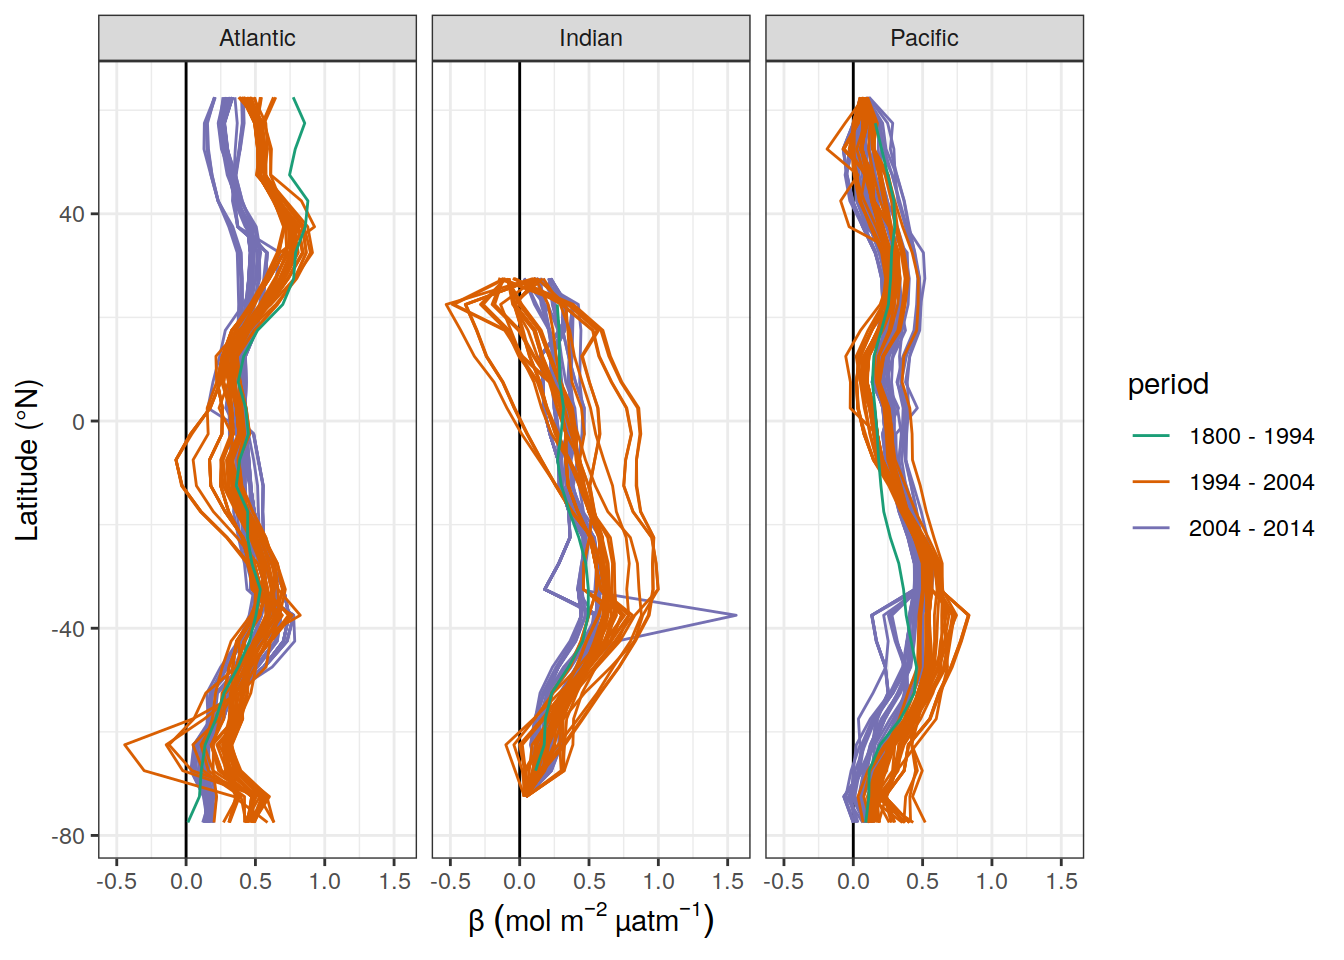 Atlantic Indian Pacific
40
0
-40
-80
Latitude (°N)
-0.5 0.0 0.5 1.0 1.5 -0.5 0.0 0.5 1.0 1.5 -0.5 0.0 0.5 1.0 1.5
β (mol m⁻² µatm⁻¹)
period
1800 - 1994
1994 - 2004
2004 - 2014